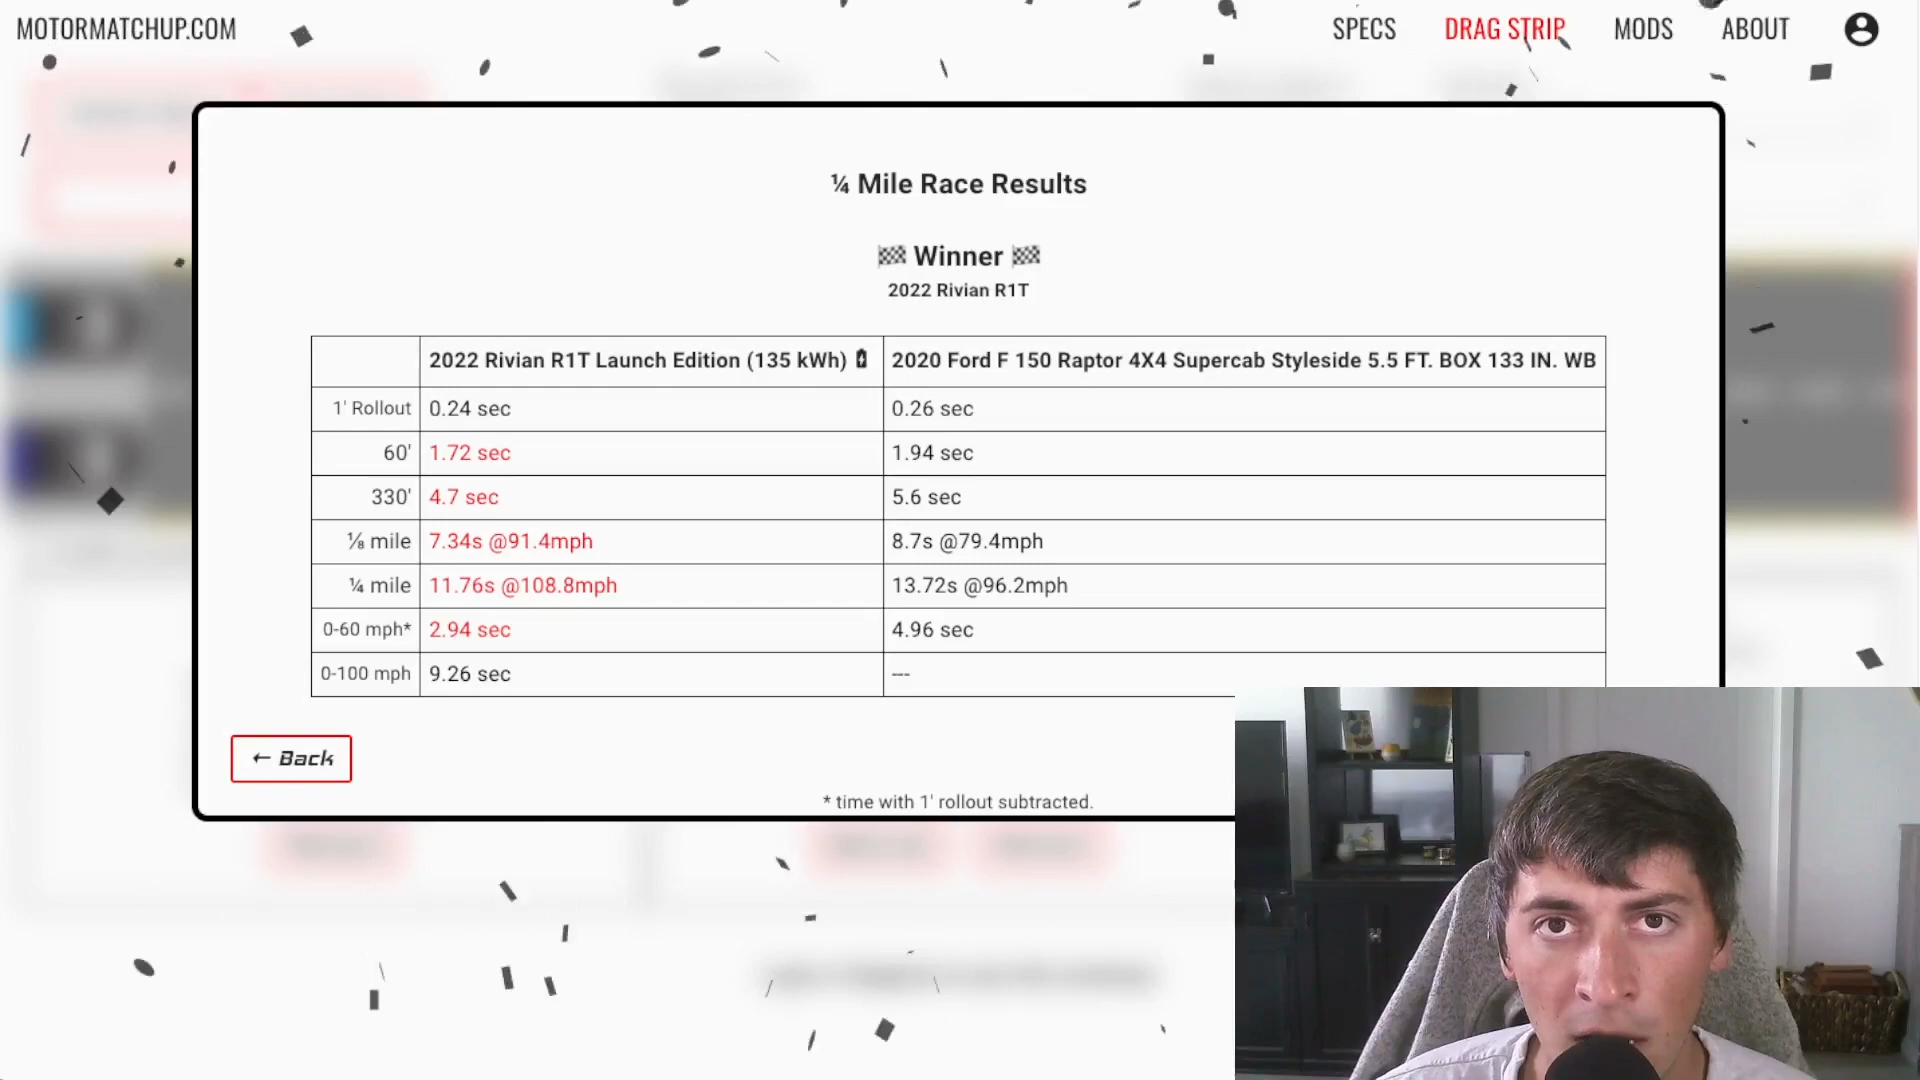 MOTORMATCHUP.COM
SPECS
DRAG STRIP
MODS
ABOUT
¼ Mile Race Results
🏁 Winner 🏁
2022 Rivian R1T
2022 Rivian R1T Launch Edition (135 kWh) 2020 Ford F 150 Raptor 4X4 Supercab Styleside 5.5 FT. BOX 133 IN. WB
1' Rollout 0.24 sec 0.26 sec
60' 1.72 sec 1.94 sec
330' 4.7 sec 5.6 sec
⅛ mile 7.34s @91.4mph 8.7s @79.4mph
¼ mile 11.76s @108.8mph 13.72s @96.2mph
0-60 mph* 2.94 sec 4.96 sec
0-100 mph 9.26 sec ---
← Back
* time with 1' rollout subtracted.